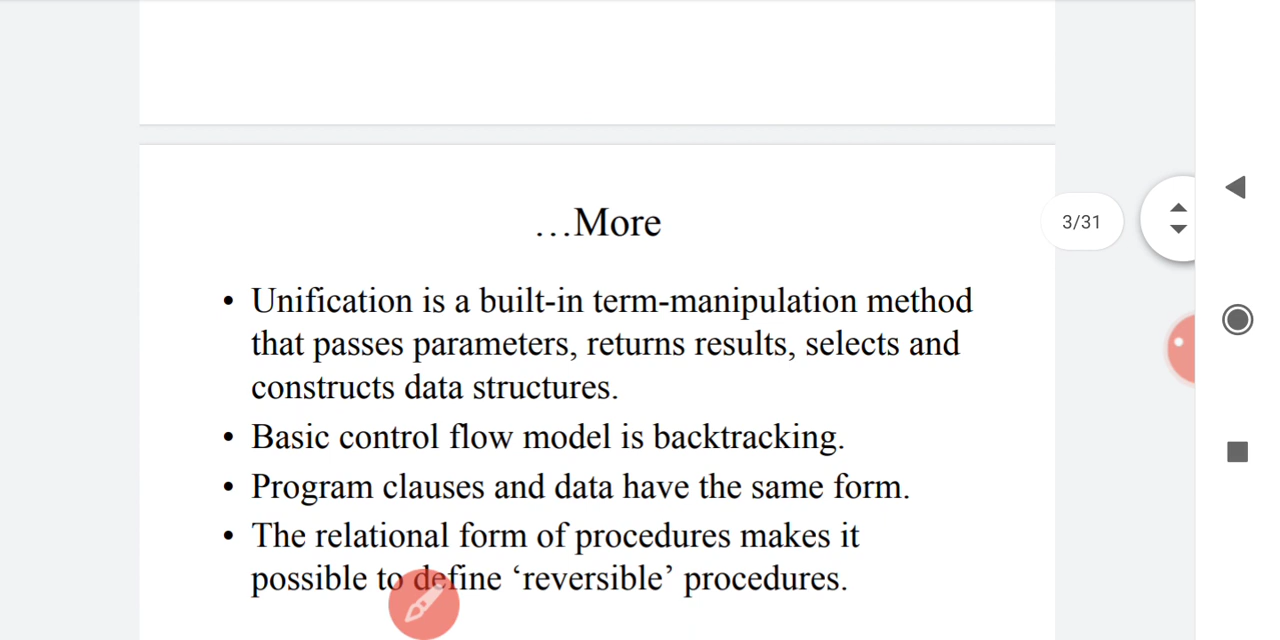 …More
3/31
• Unification is a built-in term-manipulation method
that passes parameters, returns results, selects and
constructs data structures.
• Basic control flow model is backtracking.
• Program clauses and data have the same form.
• The relational form of procedures makes it
possible to define ‘reversible’ procedures.